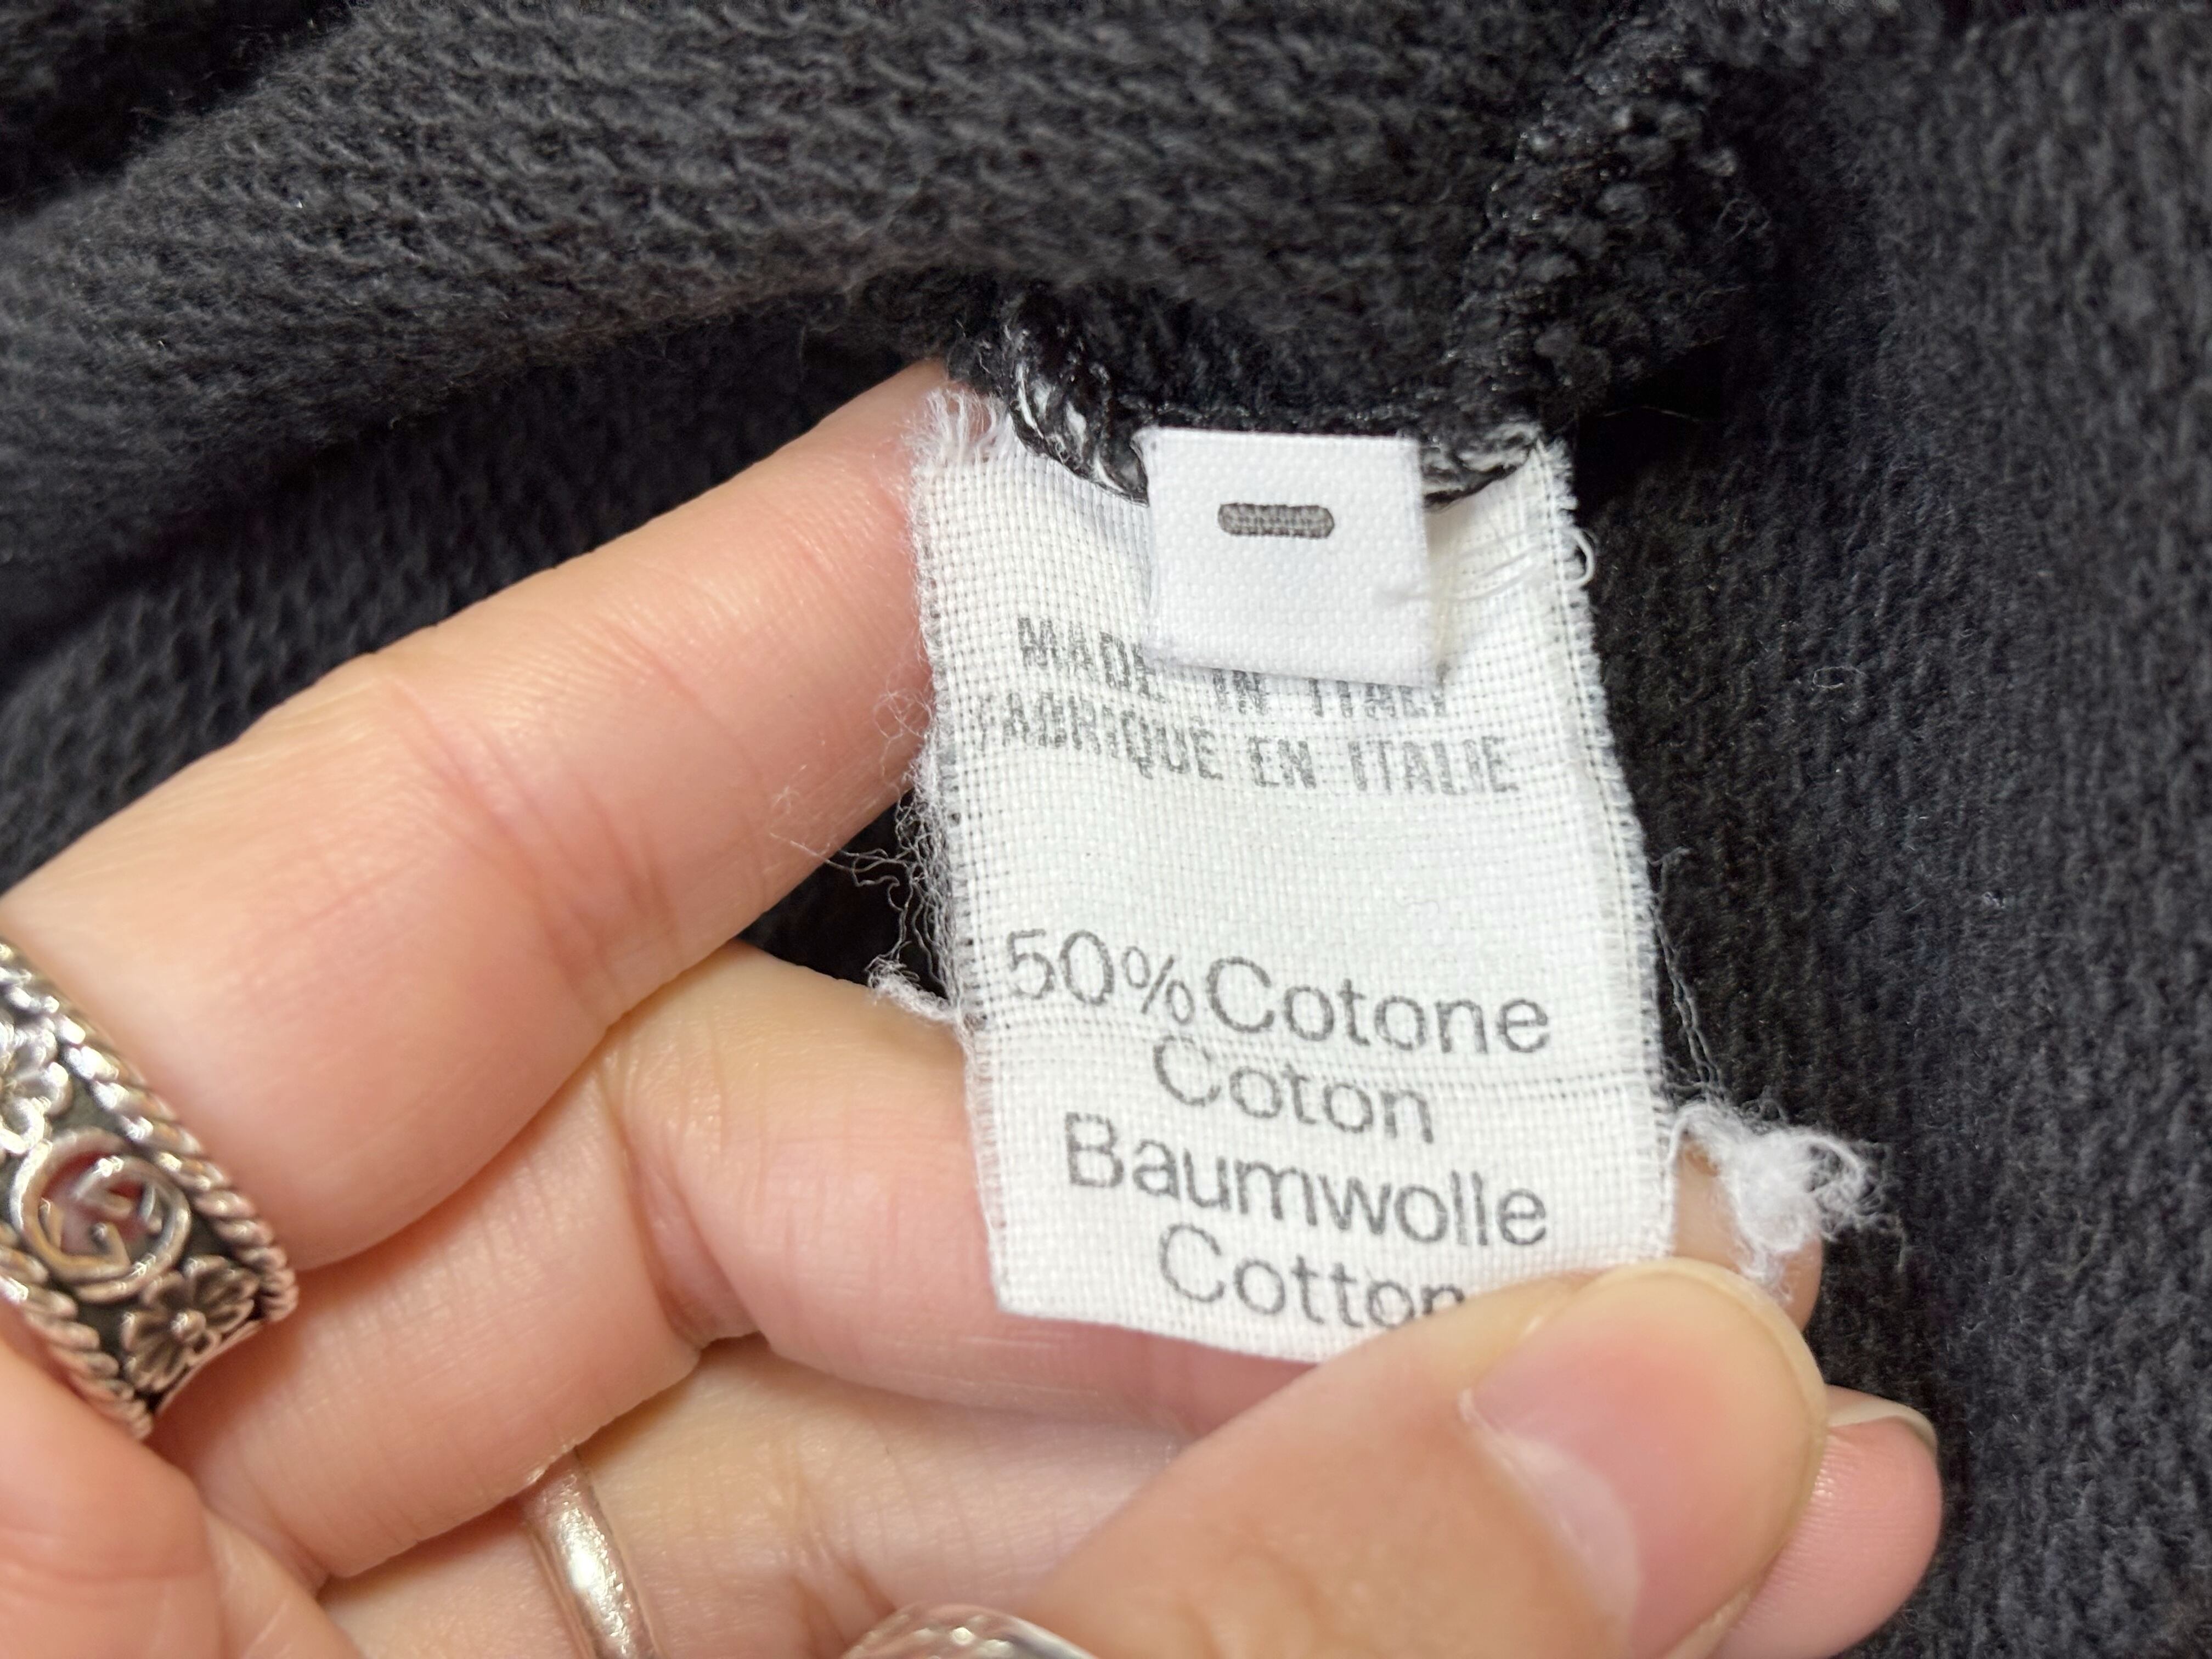 I
MADE IN ITALY
FABRIQUÉ EN ITALIE
50% Cotone
Coton
Baumwolle
Cotton